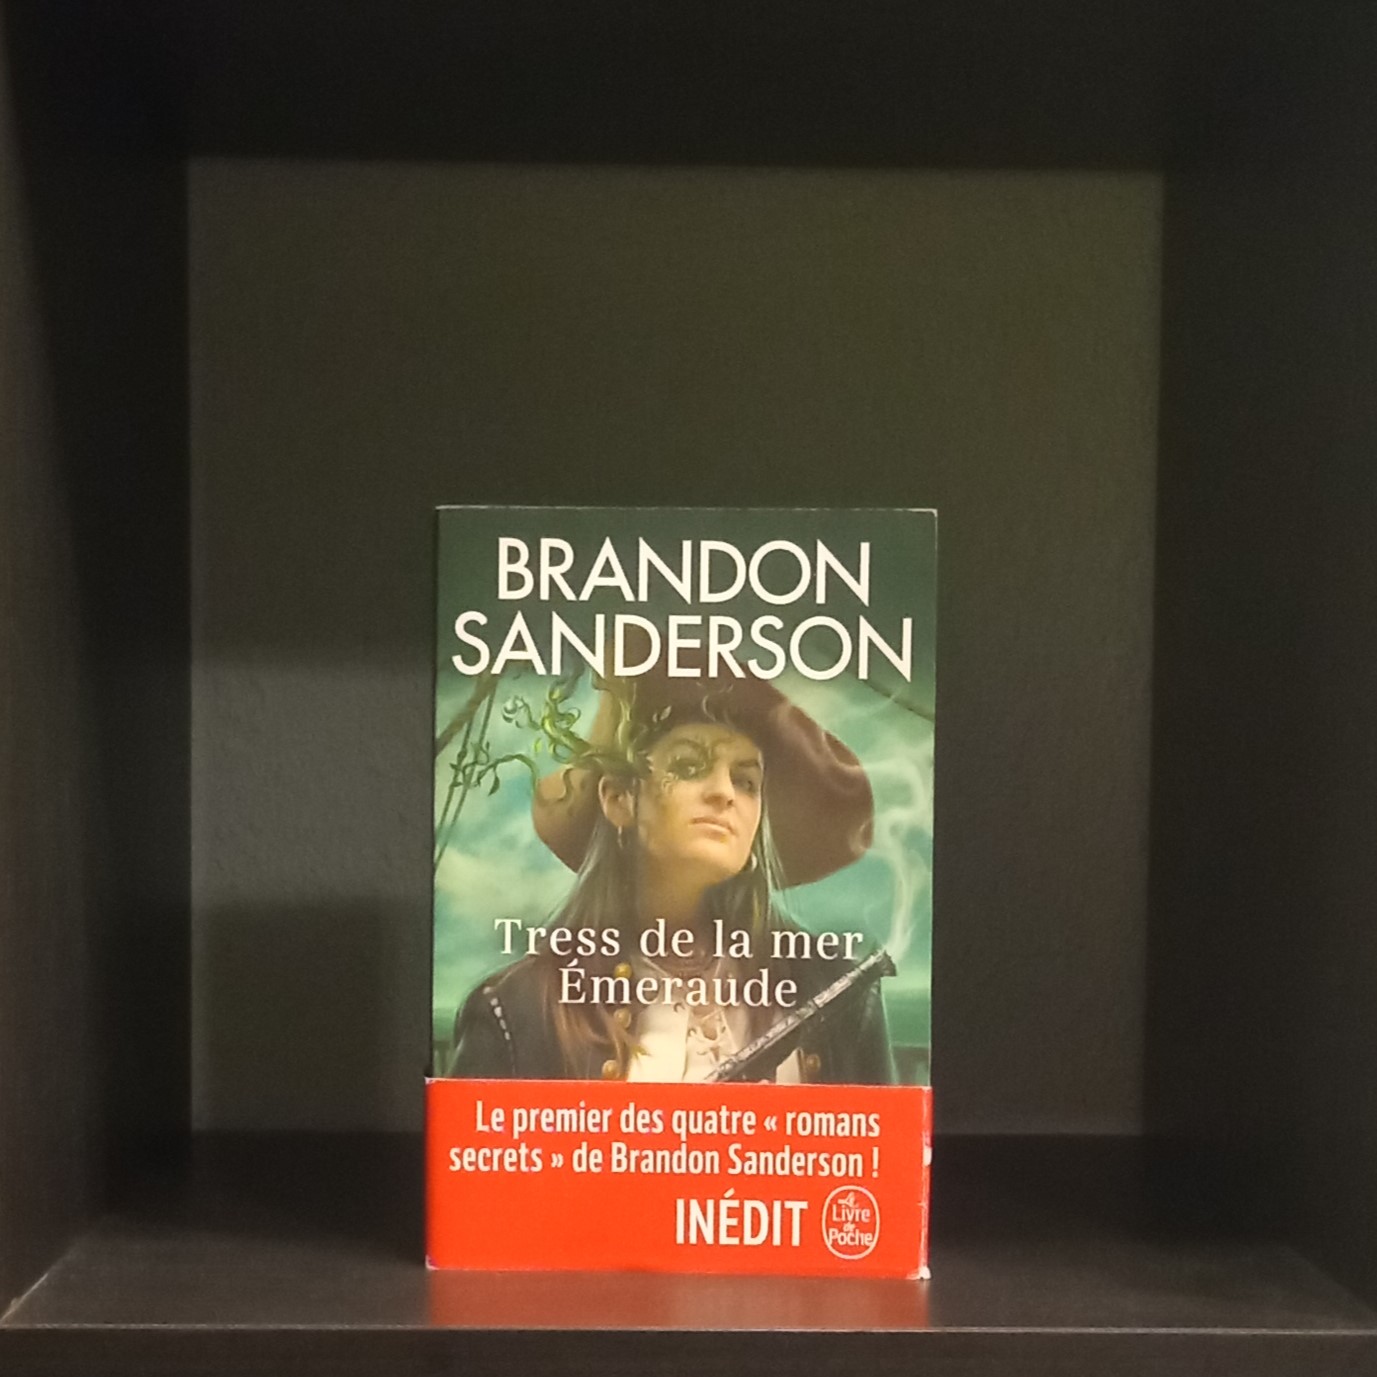 BRANDON
SANDERSON
Tress de la mer
Émeraude
Le premier des quatre « romans
secrets » de Brandon Sanderson !
INÉDIT
Le
Livre
de
Poche